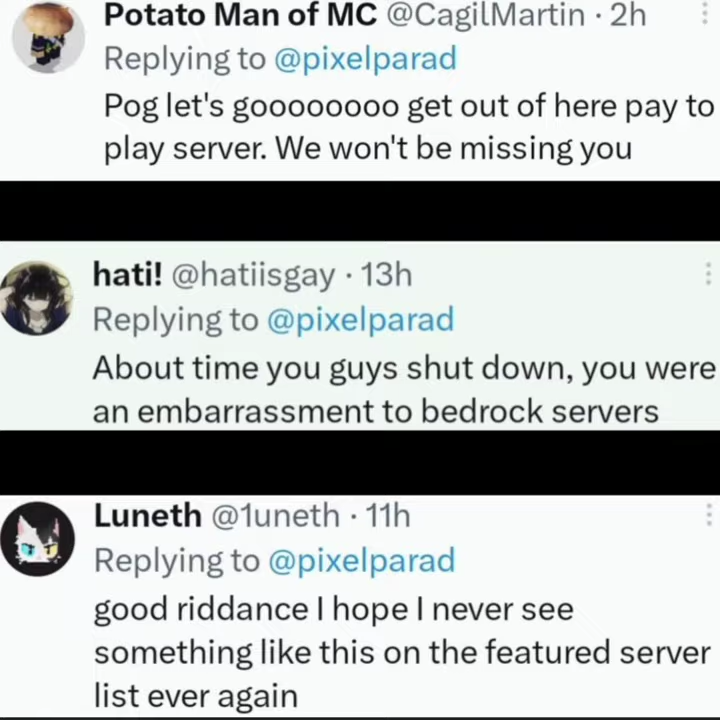 Potato Man of MC @CagilMartin · 2h
Replying to @pixelparad
Pog let's goooooooo get out of here pay to
play server. We won't be missing you
hati! @hatiisgay · 13h
Replying to @pixelparad
About time you guys shut down, you were
an embarrassment to bedrock servers
Luneth @1uneth · 11h
Replying to @pixelparad
good riddance I hope I never see
something like this on the featured server
list ever again